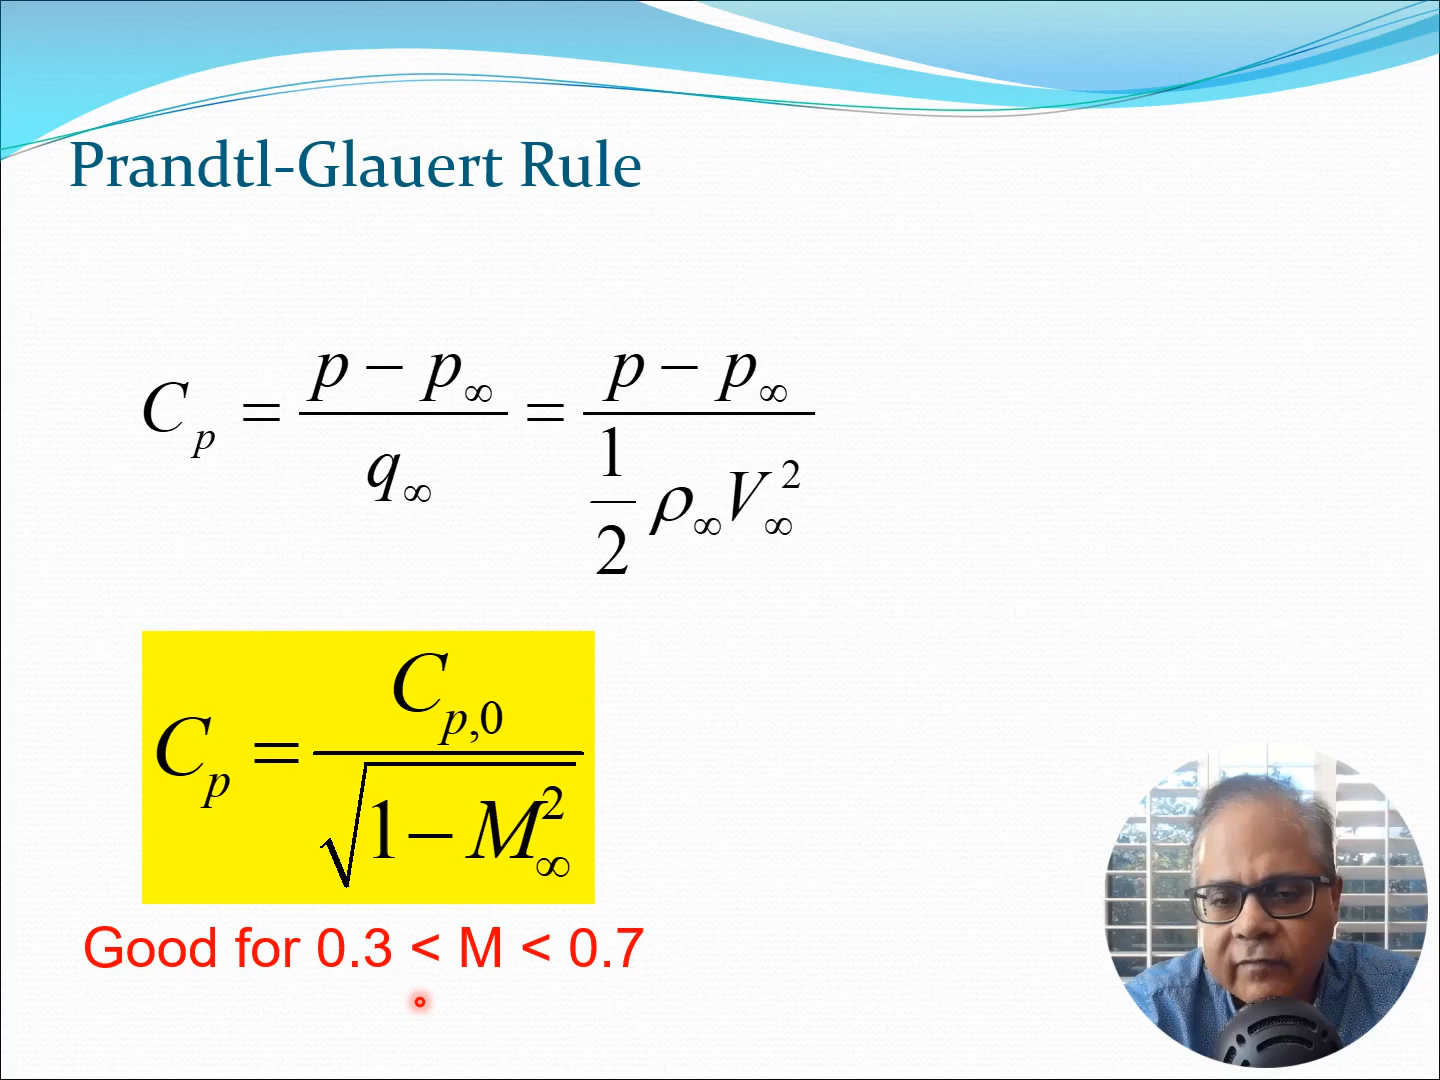 Prandtl-Glauert Rule
C_p = (p − p_∞) / q_∞ = (p − p_∞) / (1/2 ρ_∞ V_∞^2)
C_p = C_{p,0} / √(1 − M_∞^2)
Good for 0.3 < M < 0.7